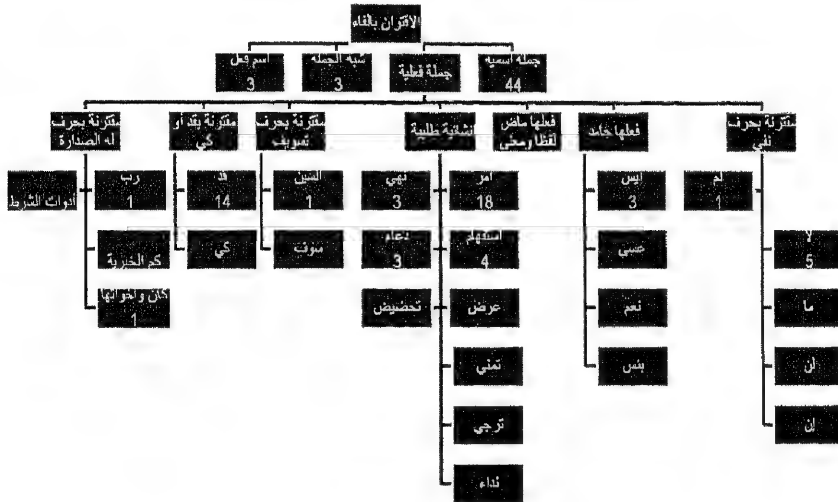 الاقتران بالفاء
جملة اسمية
44
جملة فعلية
شبه الجملة
3
اسم فعل
3
مقترنة بحرف
نفي
فعلها جامد
فعلها ماض
لفظا ومعنى
انشائية طلبية
مقترنة بحرف
تسويف
مقترنة بقد أو
كي
مقترنة بحرف
له الصدارة
لم
1
ليس
3
أمر
18
نهي
3
السين
1
قد
14
رب
1
أدوات الشرط
لا
5
عسى
استفهام
4
دعاء
3
سوف
كي
كم الخبرية
ما
نعم
عرض
تحضيض
كأن وأخواتها
1
لن
بئس
تمني
إن
ترجي
نداء